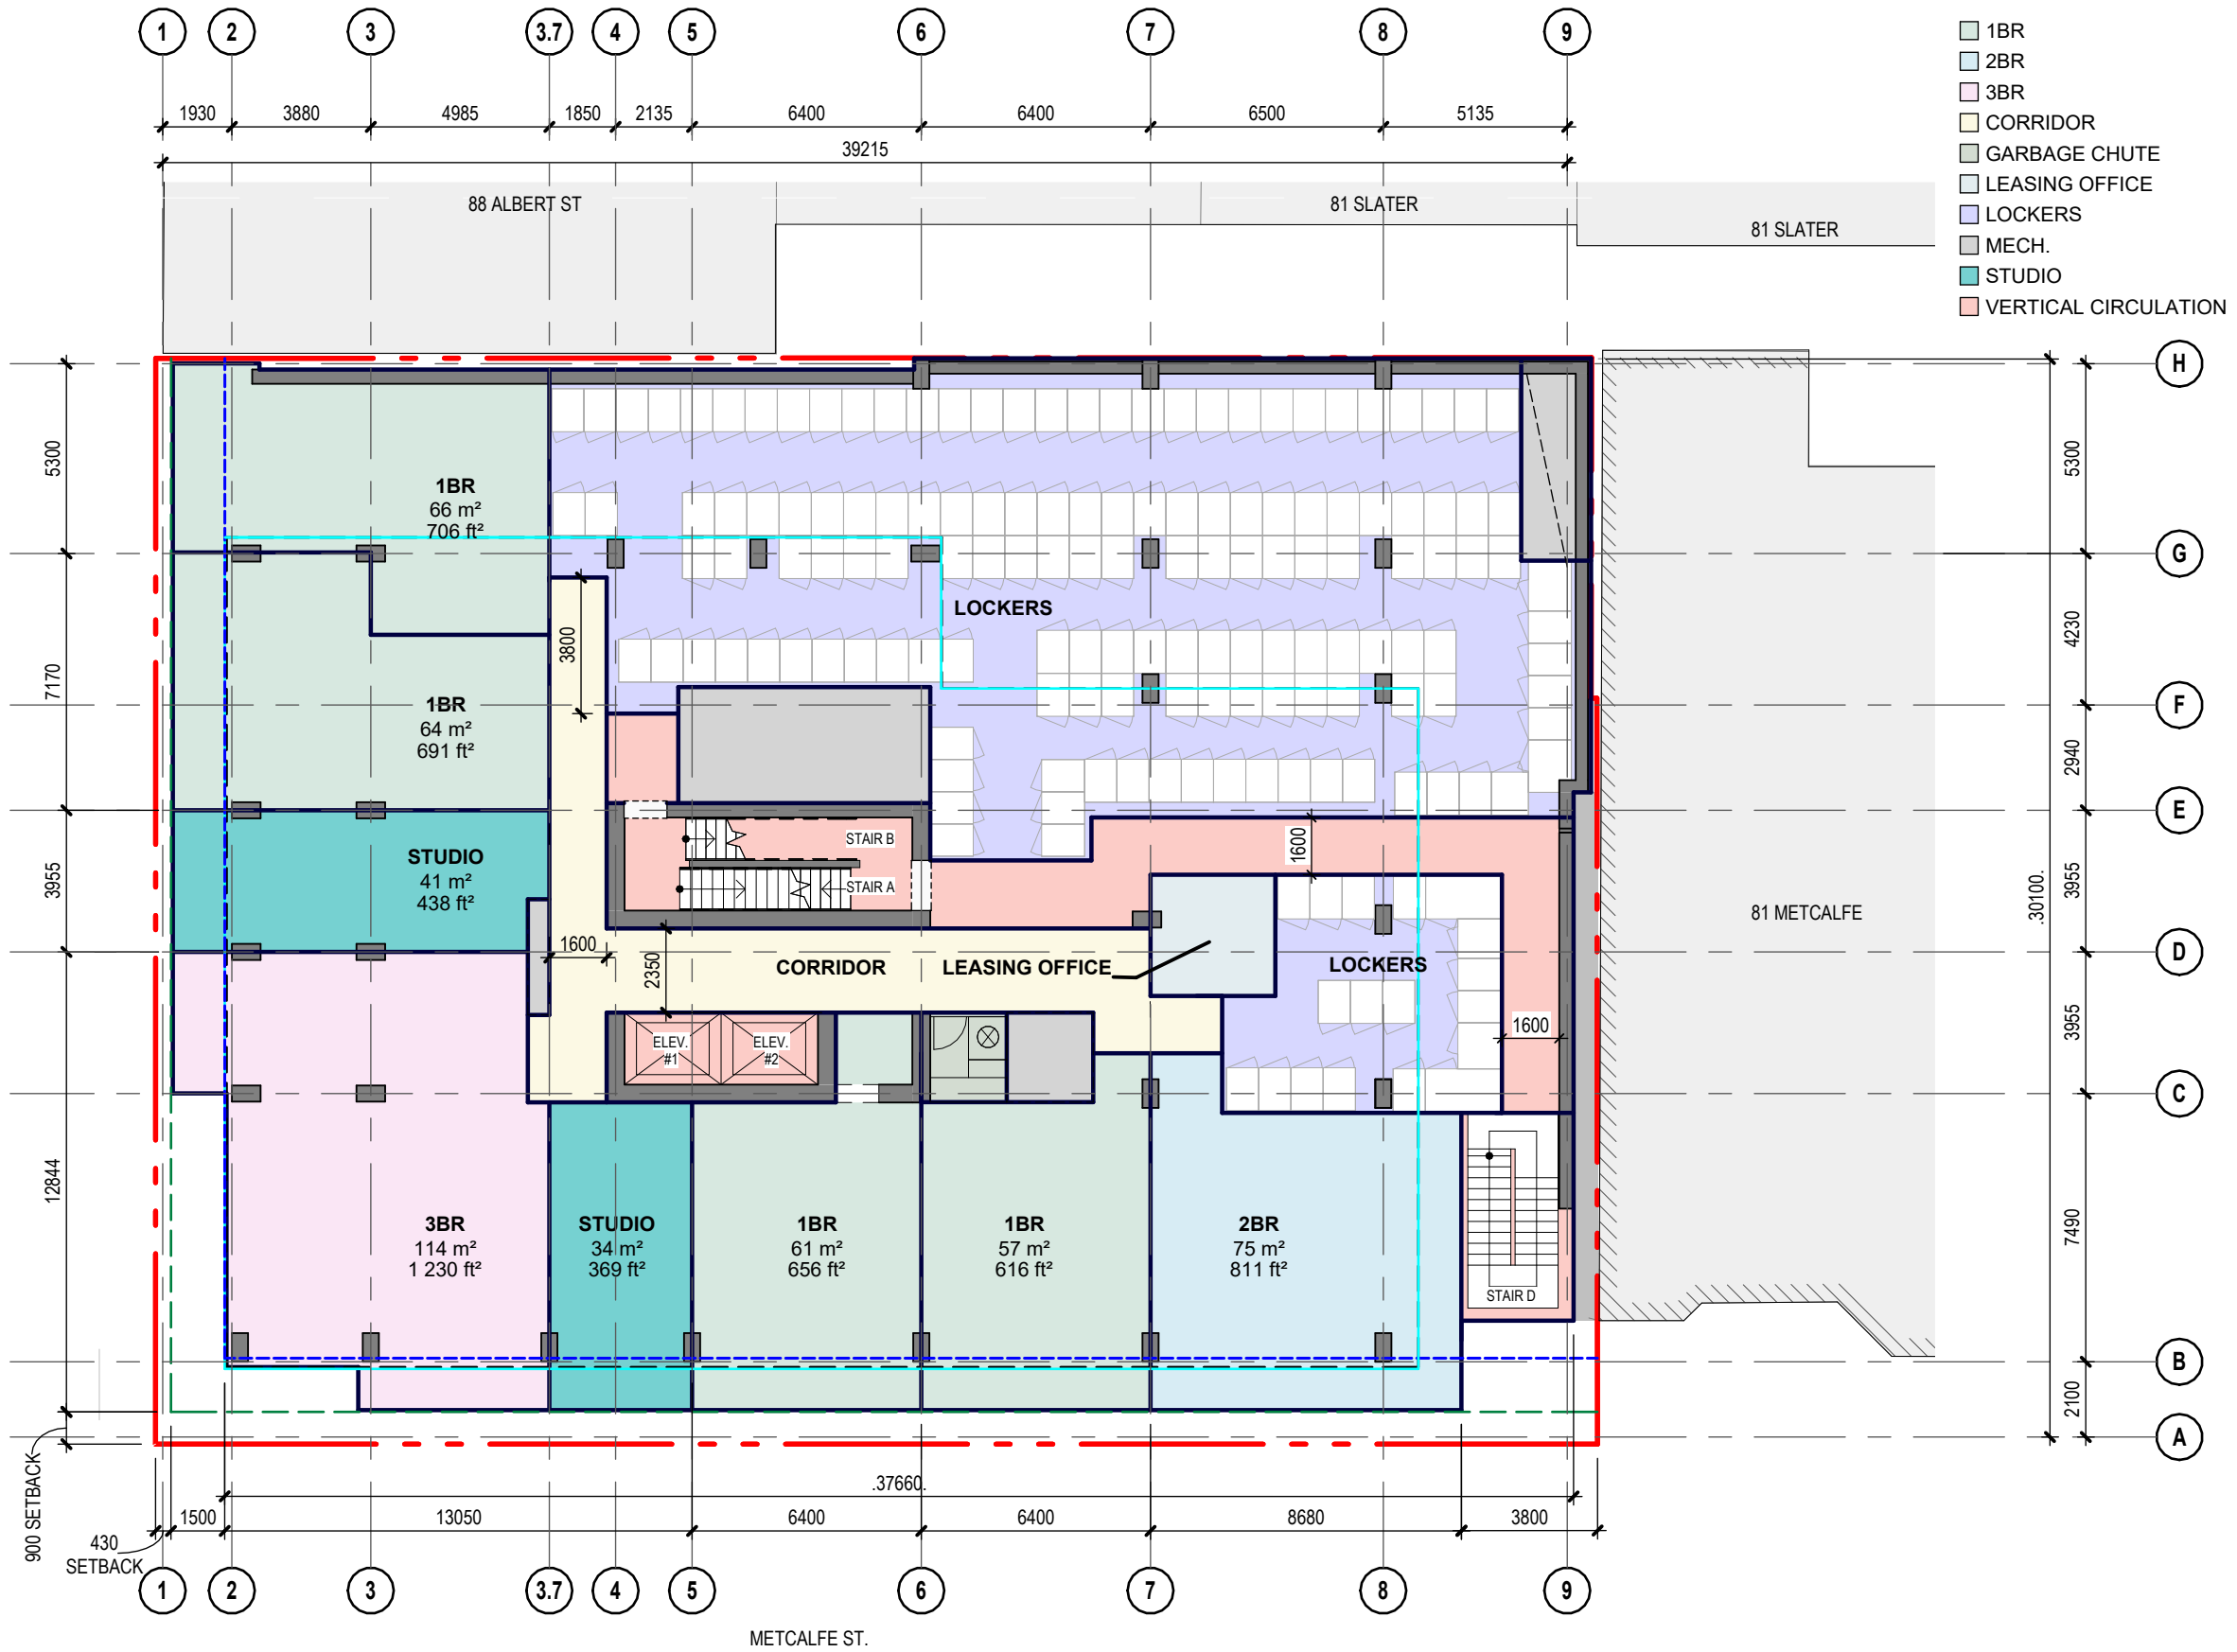 1
2
3
3.7
4
5
6
7
8
9
1BR
2BR
3BR
CORRIDOR
GARBAGE CHUTE
LEASING OFFICE
LOCKERS
MECH.
STUDIO
VERTICAL CIRCULATION
1930
3880
4985
1850
2135
6400
6400
6500
5135
39215
88 ALBERT ST
81 SLATER
81 SLATER
H
G
F
E
D
C
B
A
5300
7170
3955
12844
900 SETBACK
5300
4230
2940
3955
3955
7490
2100
.30100.
81 METCALFE
1BR
66 m²
706 ft²
1BR
64 m²
691 ft²
STUDIO
41 m²
438 ft²
3800
LOCKERS
STAIR B
STAIR A
1600
1600
2350
CORRIDOR
LEASING OFFICE
LOCKERS
1600
ELEV.
#1
ELEV.
#2
3BR
114 m²
1 230 ft²
STUDIO
34 m²
369 ft²
1BR
61 m²
656 ft²
1BR
57 m²
616 ft²
2BR
75 m²
811 ft²
STAIR D
.37660.
1500
13050
6400
6400
8680
3800
430
SETBACK
1
2
3
3.7
4
5
6
7
8
9
METCALFE ST.